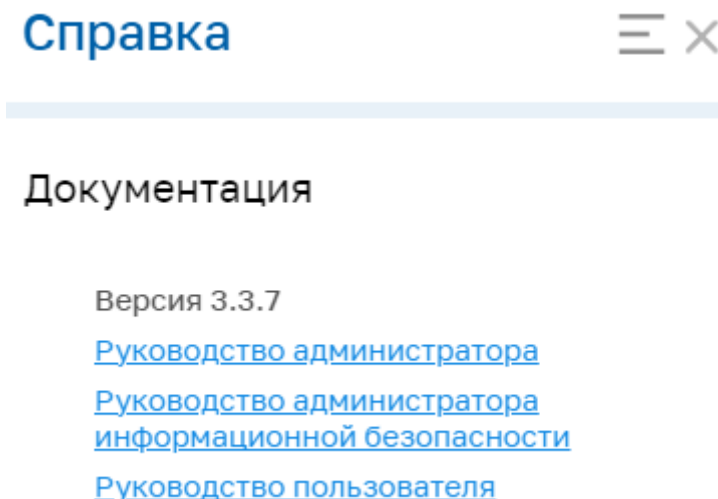 Справка
Документация
Версия 3.3.7
Руководство администратора
Руководство администратора
информационной безопасности
Руководство пользователя